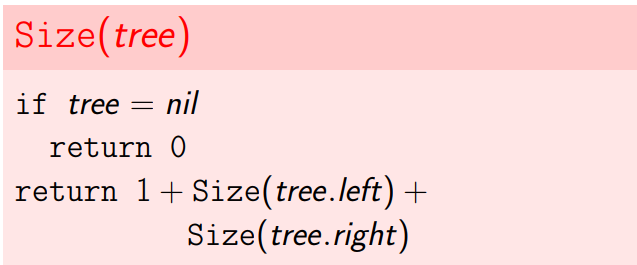 Size(tree)
if tree = nil
return 0
return 1 + Size(tree.left) +
Size(tree.right)